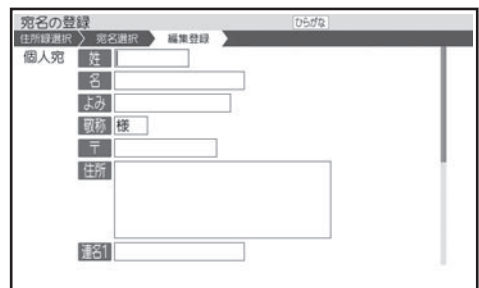 宛名の登録 ひらがな
住所録選択 宛名選択 編集登録
個人宛 姓
名
よみ
敬称 様
〒
住所
連名1